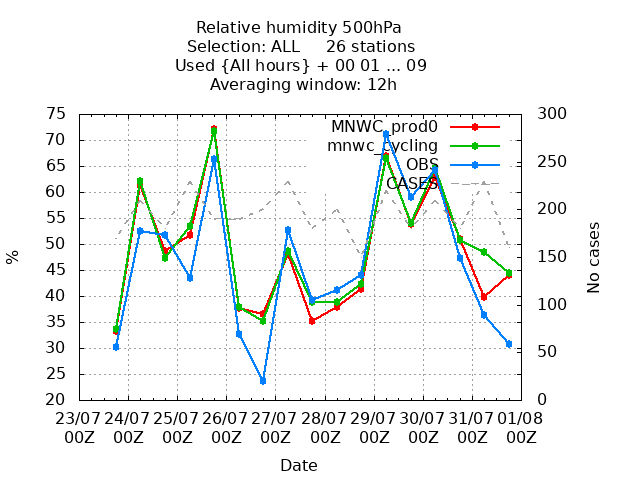 Relative humidity 500hPa
Selection: ALL     26 stations
Used {All hours} + 00 01 ... 09
Averaging window: 12h
MNWC_prod0
mnwc_cycling
OBS
CASES
75
70
65
60
55
50
45
40
35
30
25
20
%
300
250
200
150
100
50
0
No cases
23/07 24/07 25/07 26/07 27/07 28/07 29/07 30/07 31/07 01/08
00Z 00Z 00Z 00Z 00Z 00Z 00Z 00Z 00Z 00Z
Date